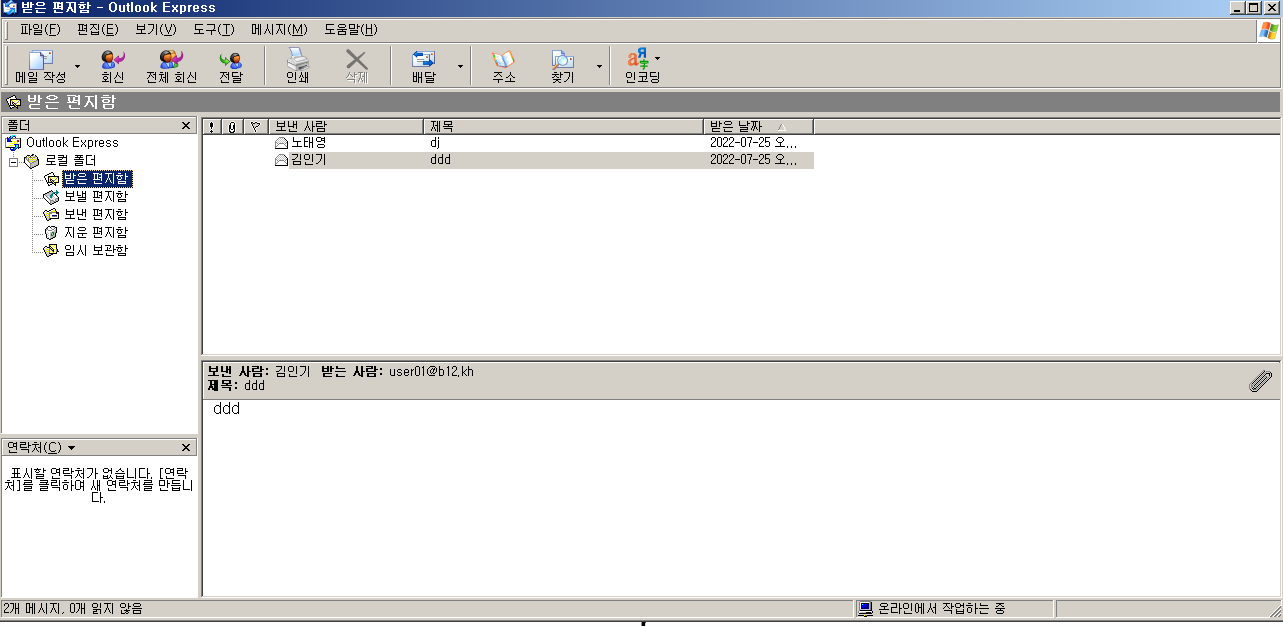 받은 편지함 - Outlook Express
파일(F) 편집(E) 보기(V) 도구(T) 메시지(M) 도움말(H)
메일 작성 회신 전체 회신 전달 인쇄 삭제 배달 주소 찾기 인코딩
받은 편지함
폴더
Outlook Express
로컬 폴더
받은 편지함
보낼 편지함
보낸 편지함
지운 편지함
임시 보관함
보낸 사람 제목 받은 날짜
노태영 dj 2022-07-25 오...
김인기 ddd 2022-07-25 오...
보낸 사람: 김인기 받는 사람: user01@b12.kh
제목: ddd
ddd
연락처(C)
표시할 연락처가 없습니다. [연락
처]를 클릭하여 새 연락처를 만듭니
다.
2개 메시지, 0개 읽지 않음 온라인에서 작업하는 중